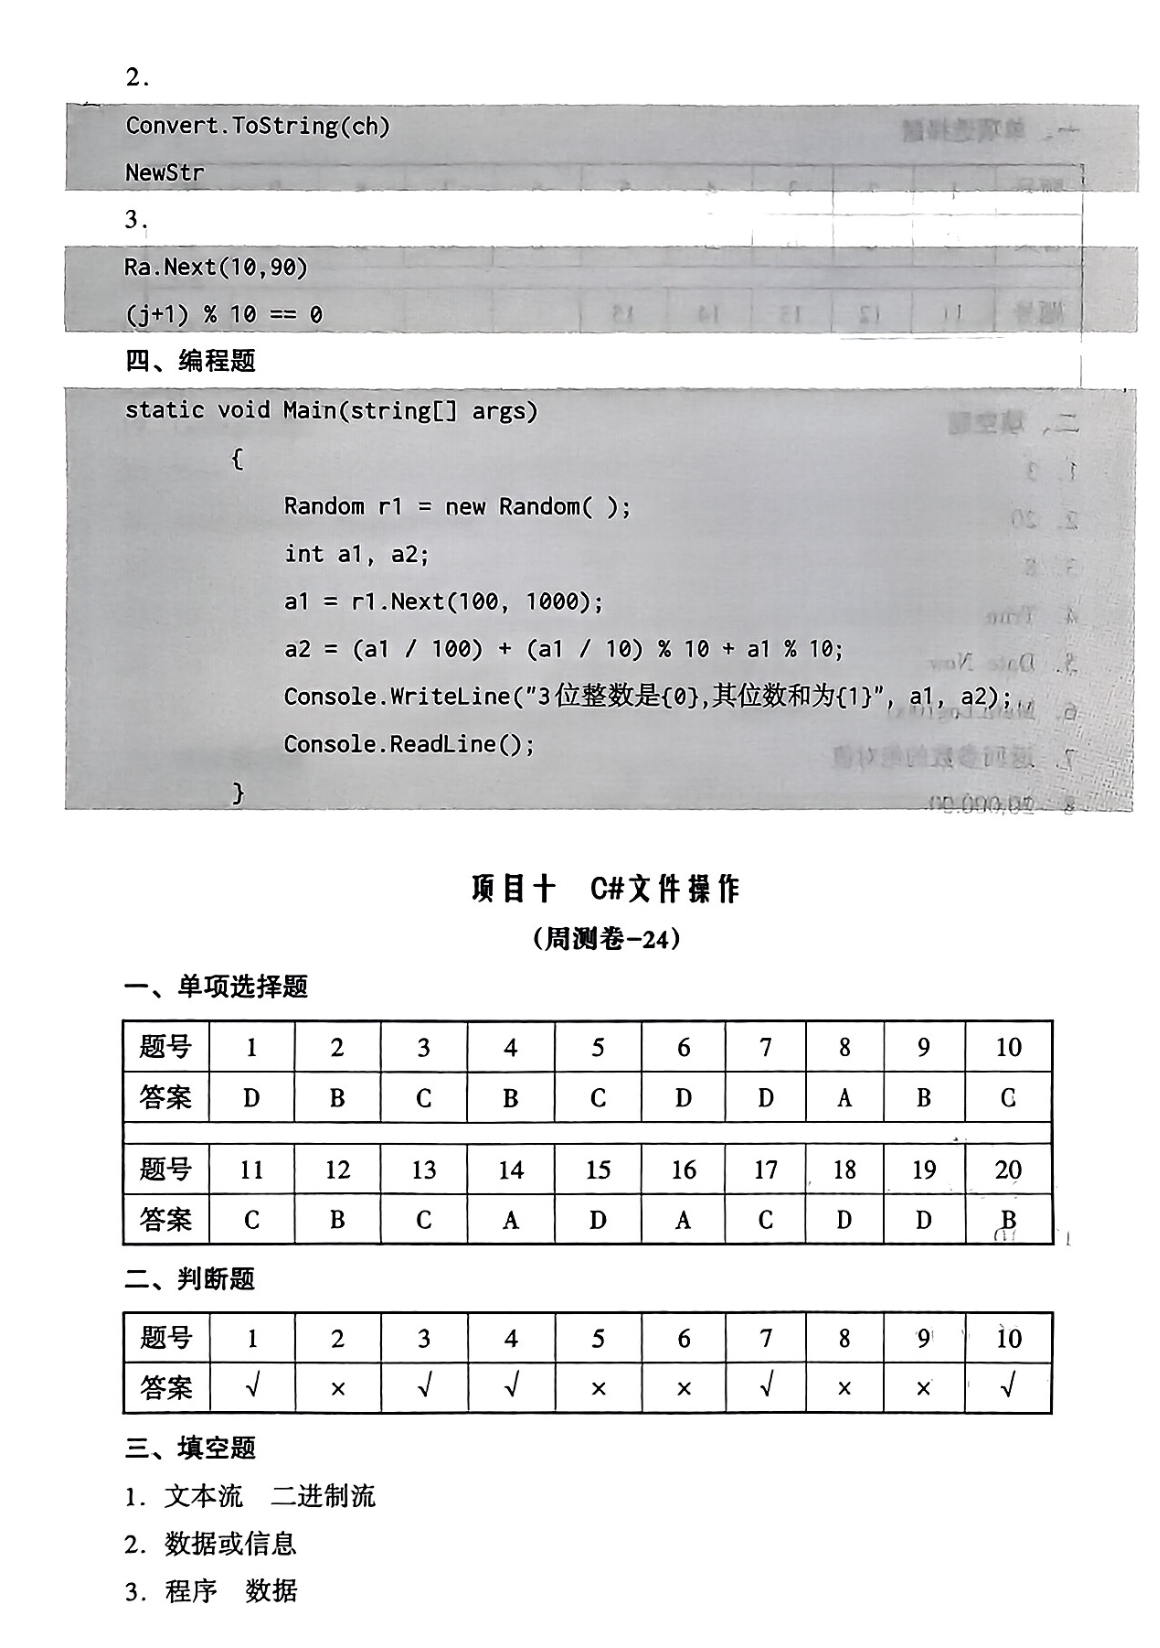 2.
Convert.ToString(ch)
NewStr
3.
Ra.Next(10,90)
(j+1) % 10 == 0
四、编程题
static void Main(string[] args)
{
Random r1 = new Random( );
int a1, a2;
a1 = r1.Next(100, 1000);
a2 = (a1 / 100) + (a1 / 10) % 10 + a1 % 10;
Console.WriteLine("3位整数是{0},其位数和为{1}", a1, a2);
Console.ReadLine();
}
项目十 C#文件操作
(周测卷-24)
一、单项选择题
题号 1 2 3 4 5 6 7 8 9 10
答案 D B C B C D D A B C
题号 11 12 13 14 15 16 17 18 19 20
答案 C B C A D A C D D B
二、判断题
题号 1 2 3 4 5 6 7 8 9 10
答案 √ × √ √ × × √ × × √
三、填空题
1. 文本流 二进制流
2. 数据或信息
3. 程序 数据